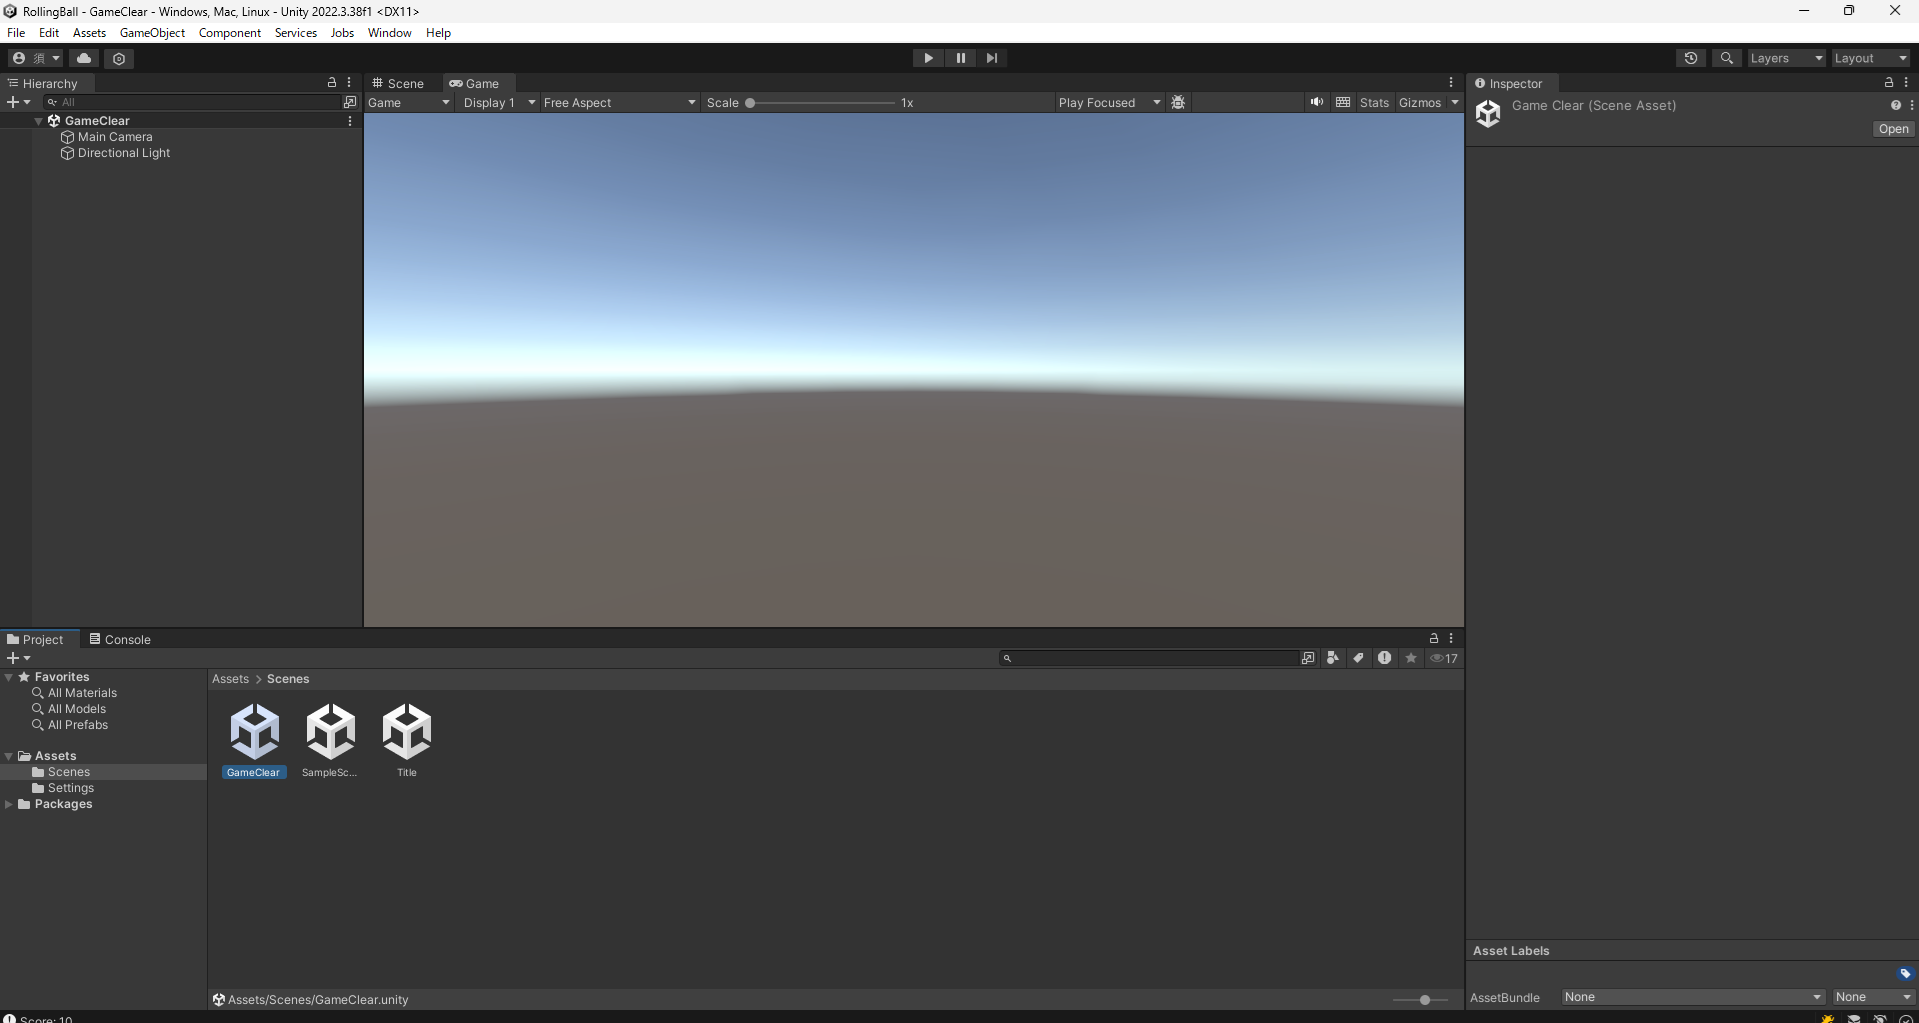 RollingBall - GameClear - Windows, Mac, Linux - Unity 2022.3.38f1 <DX11>
File Edit Assets GameObject Component Services Jobs Window Help
須
Layers
Layout
Hierarchy
All
GameClear
Main Camera
Directional Light
Scene
Game
Game
Display 1
Free Aspect
Scale
1x
Play Focused
Stats
Gizmos
Inspector
Game Clear (Scene Asset)
Open
Project
Console
17
Favorites
All Materials
All Models
All Prefabs
Assets
Scenes
Settings
Packages
Assets > Scenes
GameClear
SampleSc...
Title
Assets/Scenes/GameClear.unity
Asset Labels
AssetBundle
None
None
Score: 10